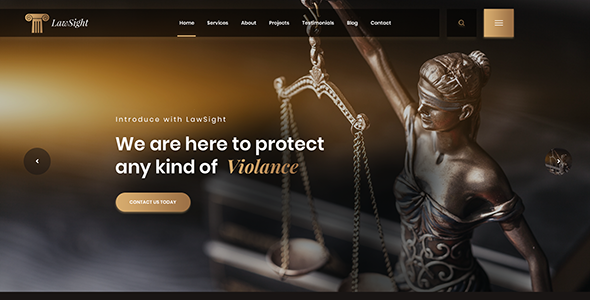 LawSight
Home Services About Projects Testimonials Blog Contact
Introduce with LawSight
We are here to protect
any kind of Violance
CONTACT US TODAY